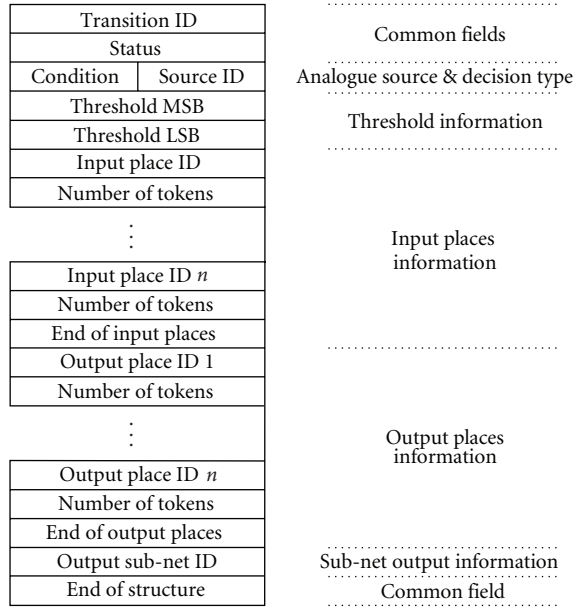 Transition ID
Status
Common fields
Condition Source ID
Analogue source & decision type
Threshold MSB
Threshold LSB
Threshold information
Input place ID
Number of tokens
⋮
Input place ID n
Number of tokens
End of input places
Input places
information
Output place ID 1
Number of tokens
⋮
Output place ID n
Number of tokens
End of output places
Output places
information
Output sub-net ID
Sub-net output information
End of structure
Common field